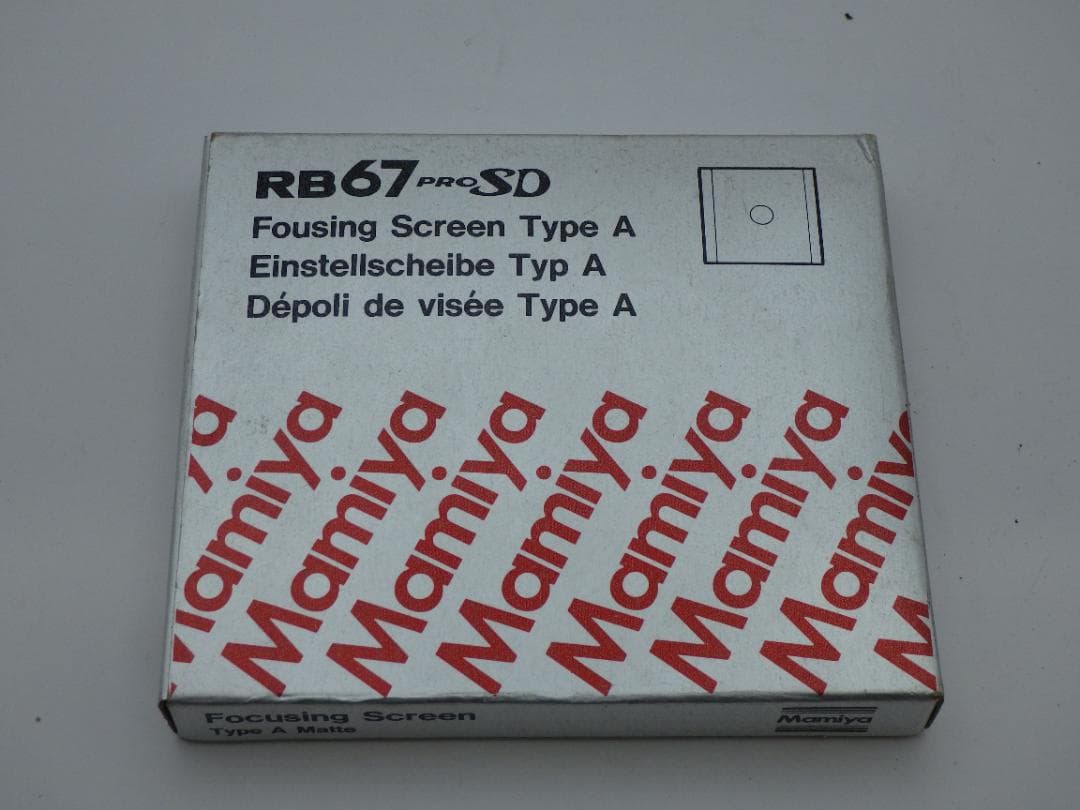 RB67 PRO SD
Fousing Screen Type A
Einstellscheibe Typ A
Dépoli de visée Type A
Mamiya Mamiya Mamiya Mamiya Mamiya Mamiya Mamiya
Focusing Screen
Type A Matte
Mamiya